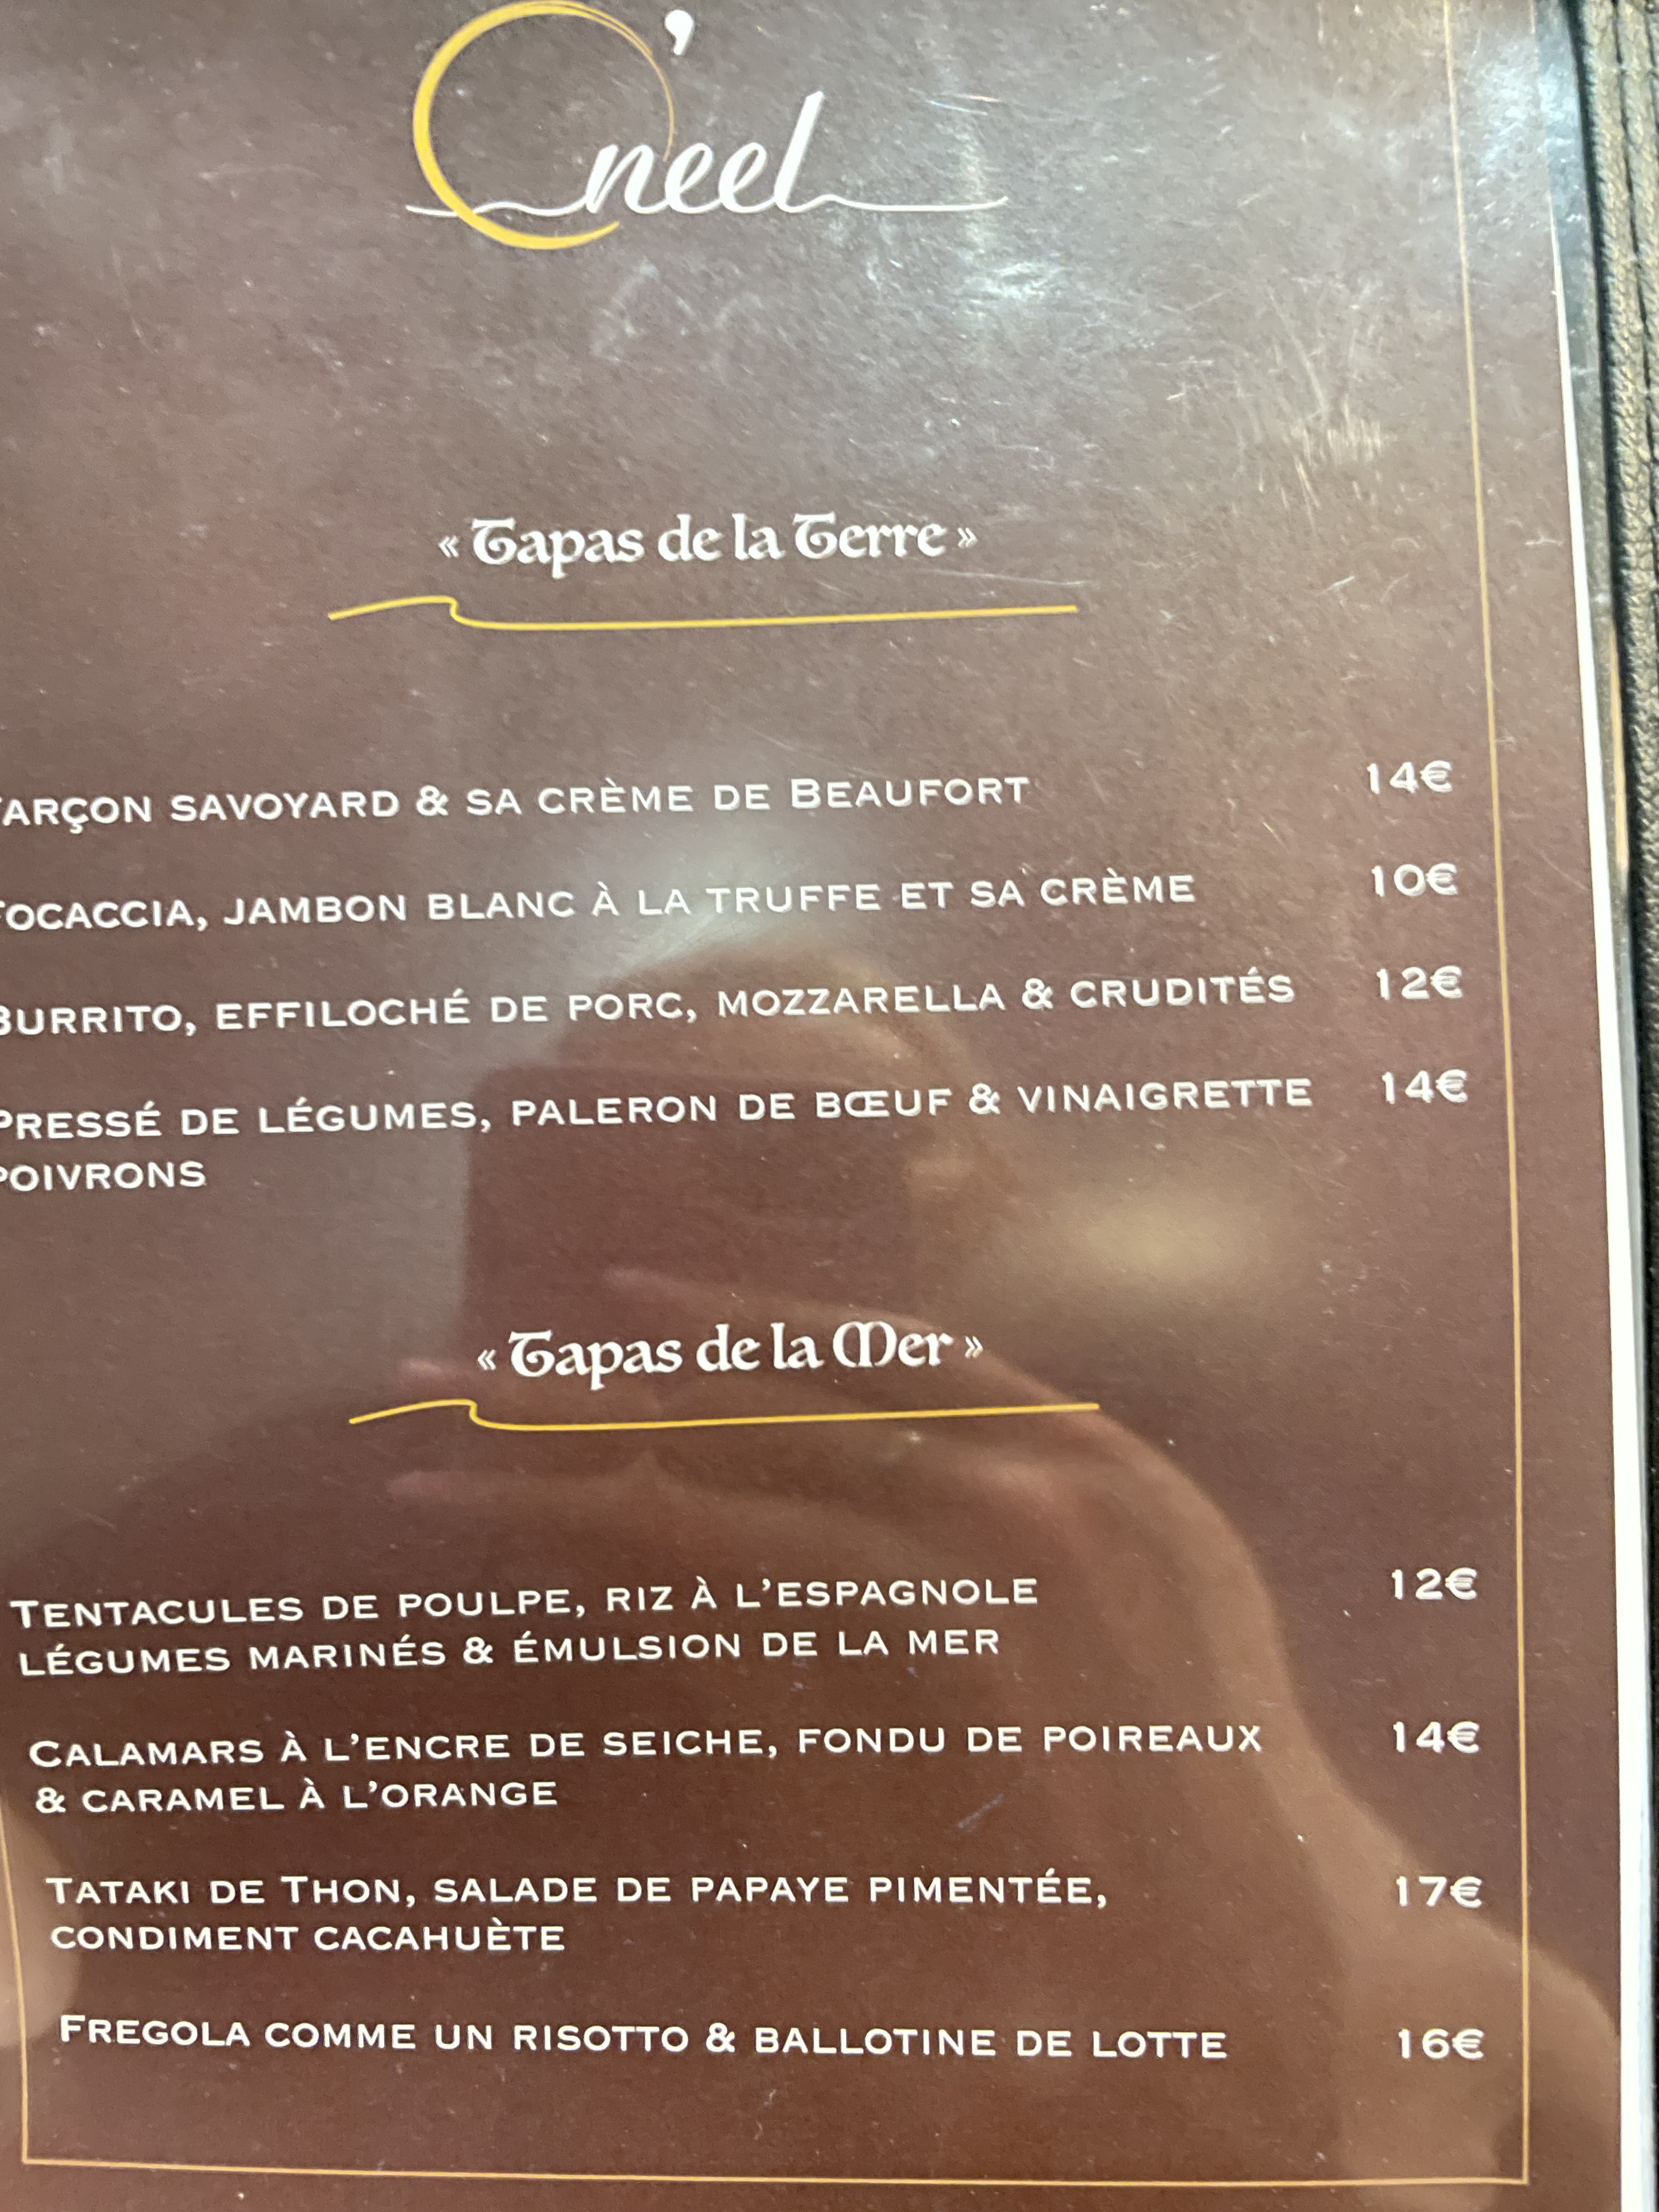 O'neel
« Tapas de la Terre »
FARÇON SAVOYARD & SA CRÈME DE BEAUFORT 14€
FOCACCIA, JAMBON BLANC À LA TRUFFE ET SA CRÈME 10€
BURRITO, EFFILOCHÉ DE PORC, MOZZARELLA & CRUDITÉS 12€
PRESSÉ DE LÉGUMES, PALERON DE BŒUF & VINAIGRETTE 14€
POIVRONS
« Tapas de la Mer »
TENTACULES DE POULPE, RIZ À L'ESPAGNOLE 12€
LÉGUMES MARINÉS & ÉMULSION DE LA MER
CALAMARS À L'ENCRE DE SEICHE, FONDU DE POIREAUX 14€
& CARAMEL À L'ORANGE
TATAKI DE THON, SALADE DE PAPAYE PIMENTÉE, 17€
CONDIMENT CACAHUÈTE
FREGOLA COMME UN RISOTTO & BALLOTINE DE LOTTE 16€